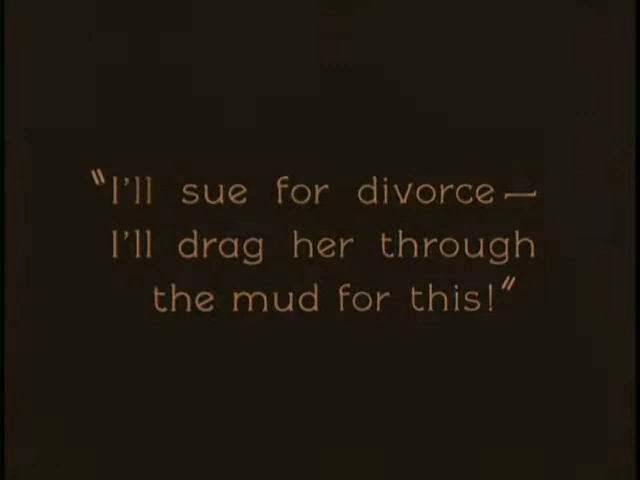 "I'll sue for divorce—
I'll drag her through
the mud for this!"